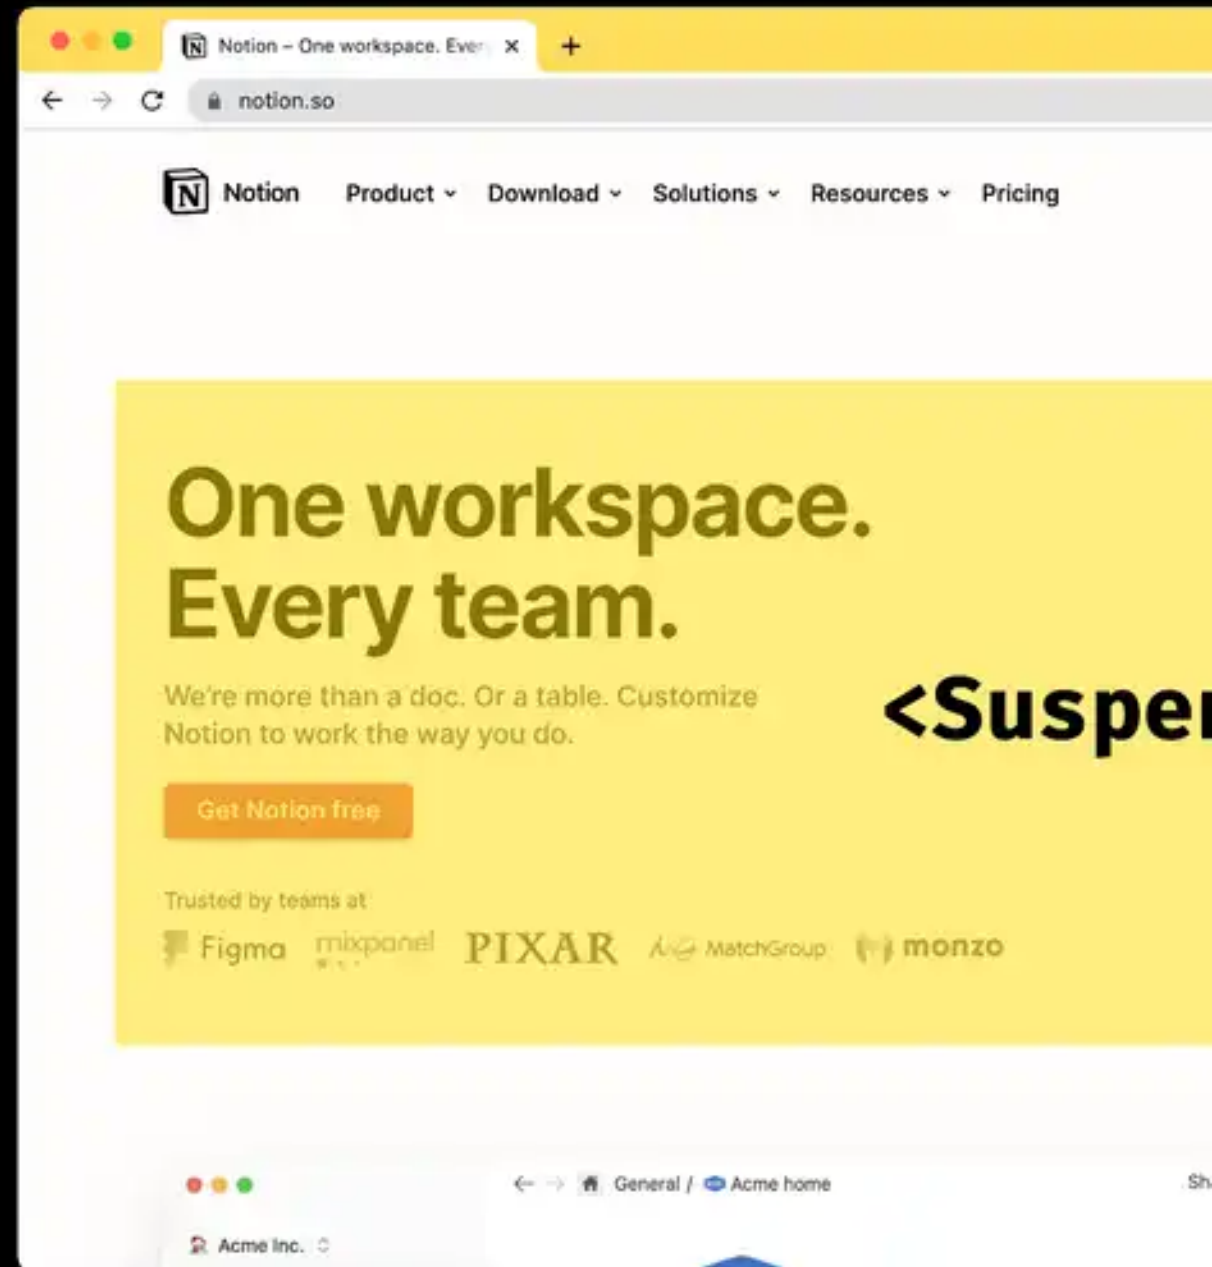 Notion – One workspace. Ever
notion.so
Notion Product Download Solutions Resources Pricing
One workspace.
Every team.
We're more than a doc. Or a table. Customize
Notion to work the way you do.
<Suspen
Get Notion free
Trusted by teams at
Figma mixpanel PIXAR MatchGroup monzo
General / Acme home Sha
Acme Inc.